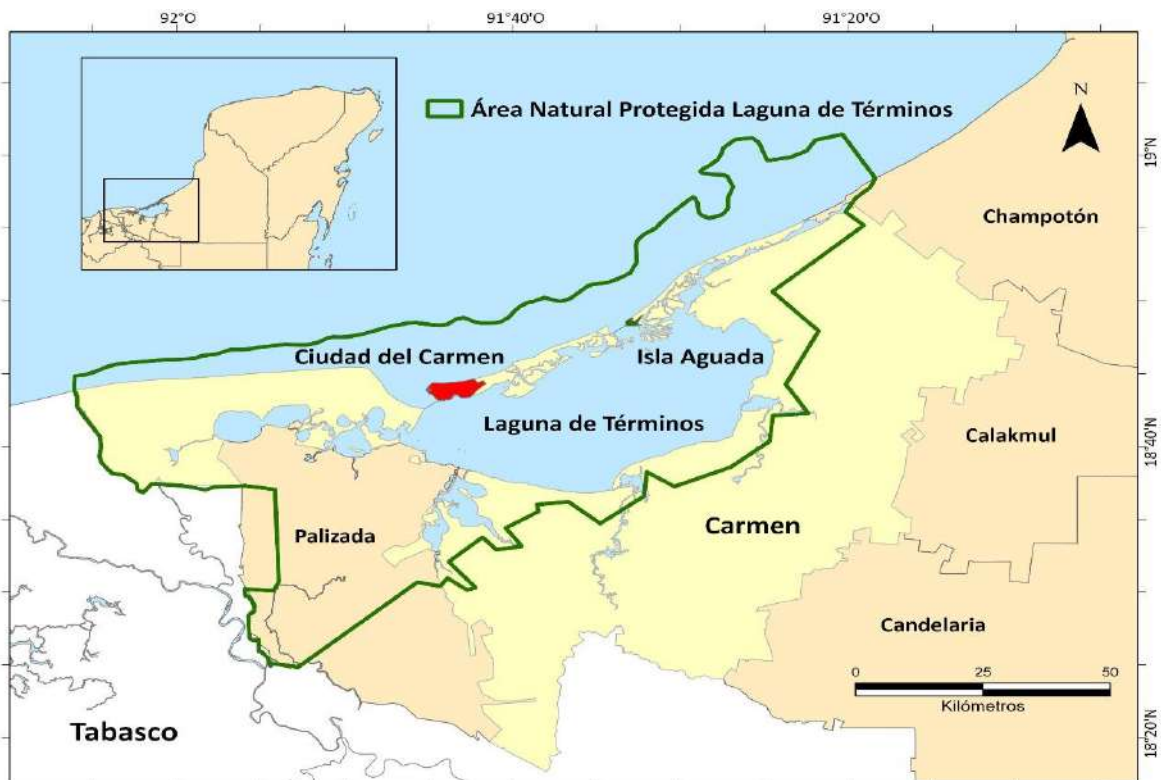 92°O
91°40'O
91°20'O
Área Natural Protegida Laguna de Términos
N
19°N
Champotón
Ciudad del Carmen
Isla Aguada
Laguna de Términos
18°40'N
Calakmul
Carmen
Palizada
Candelaria
0 25 50
Kilómetros
Tabasco
18°20'N